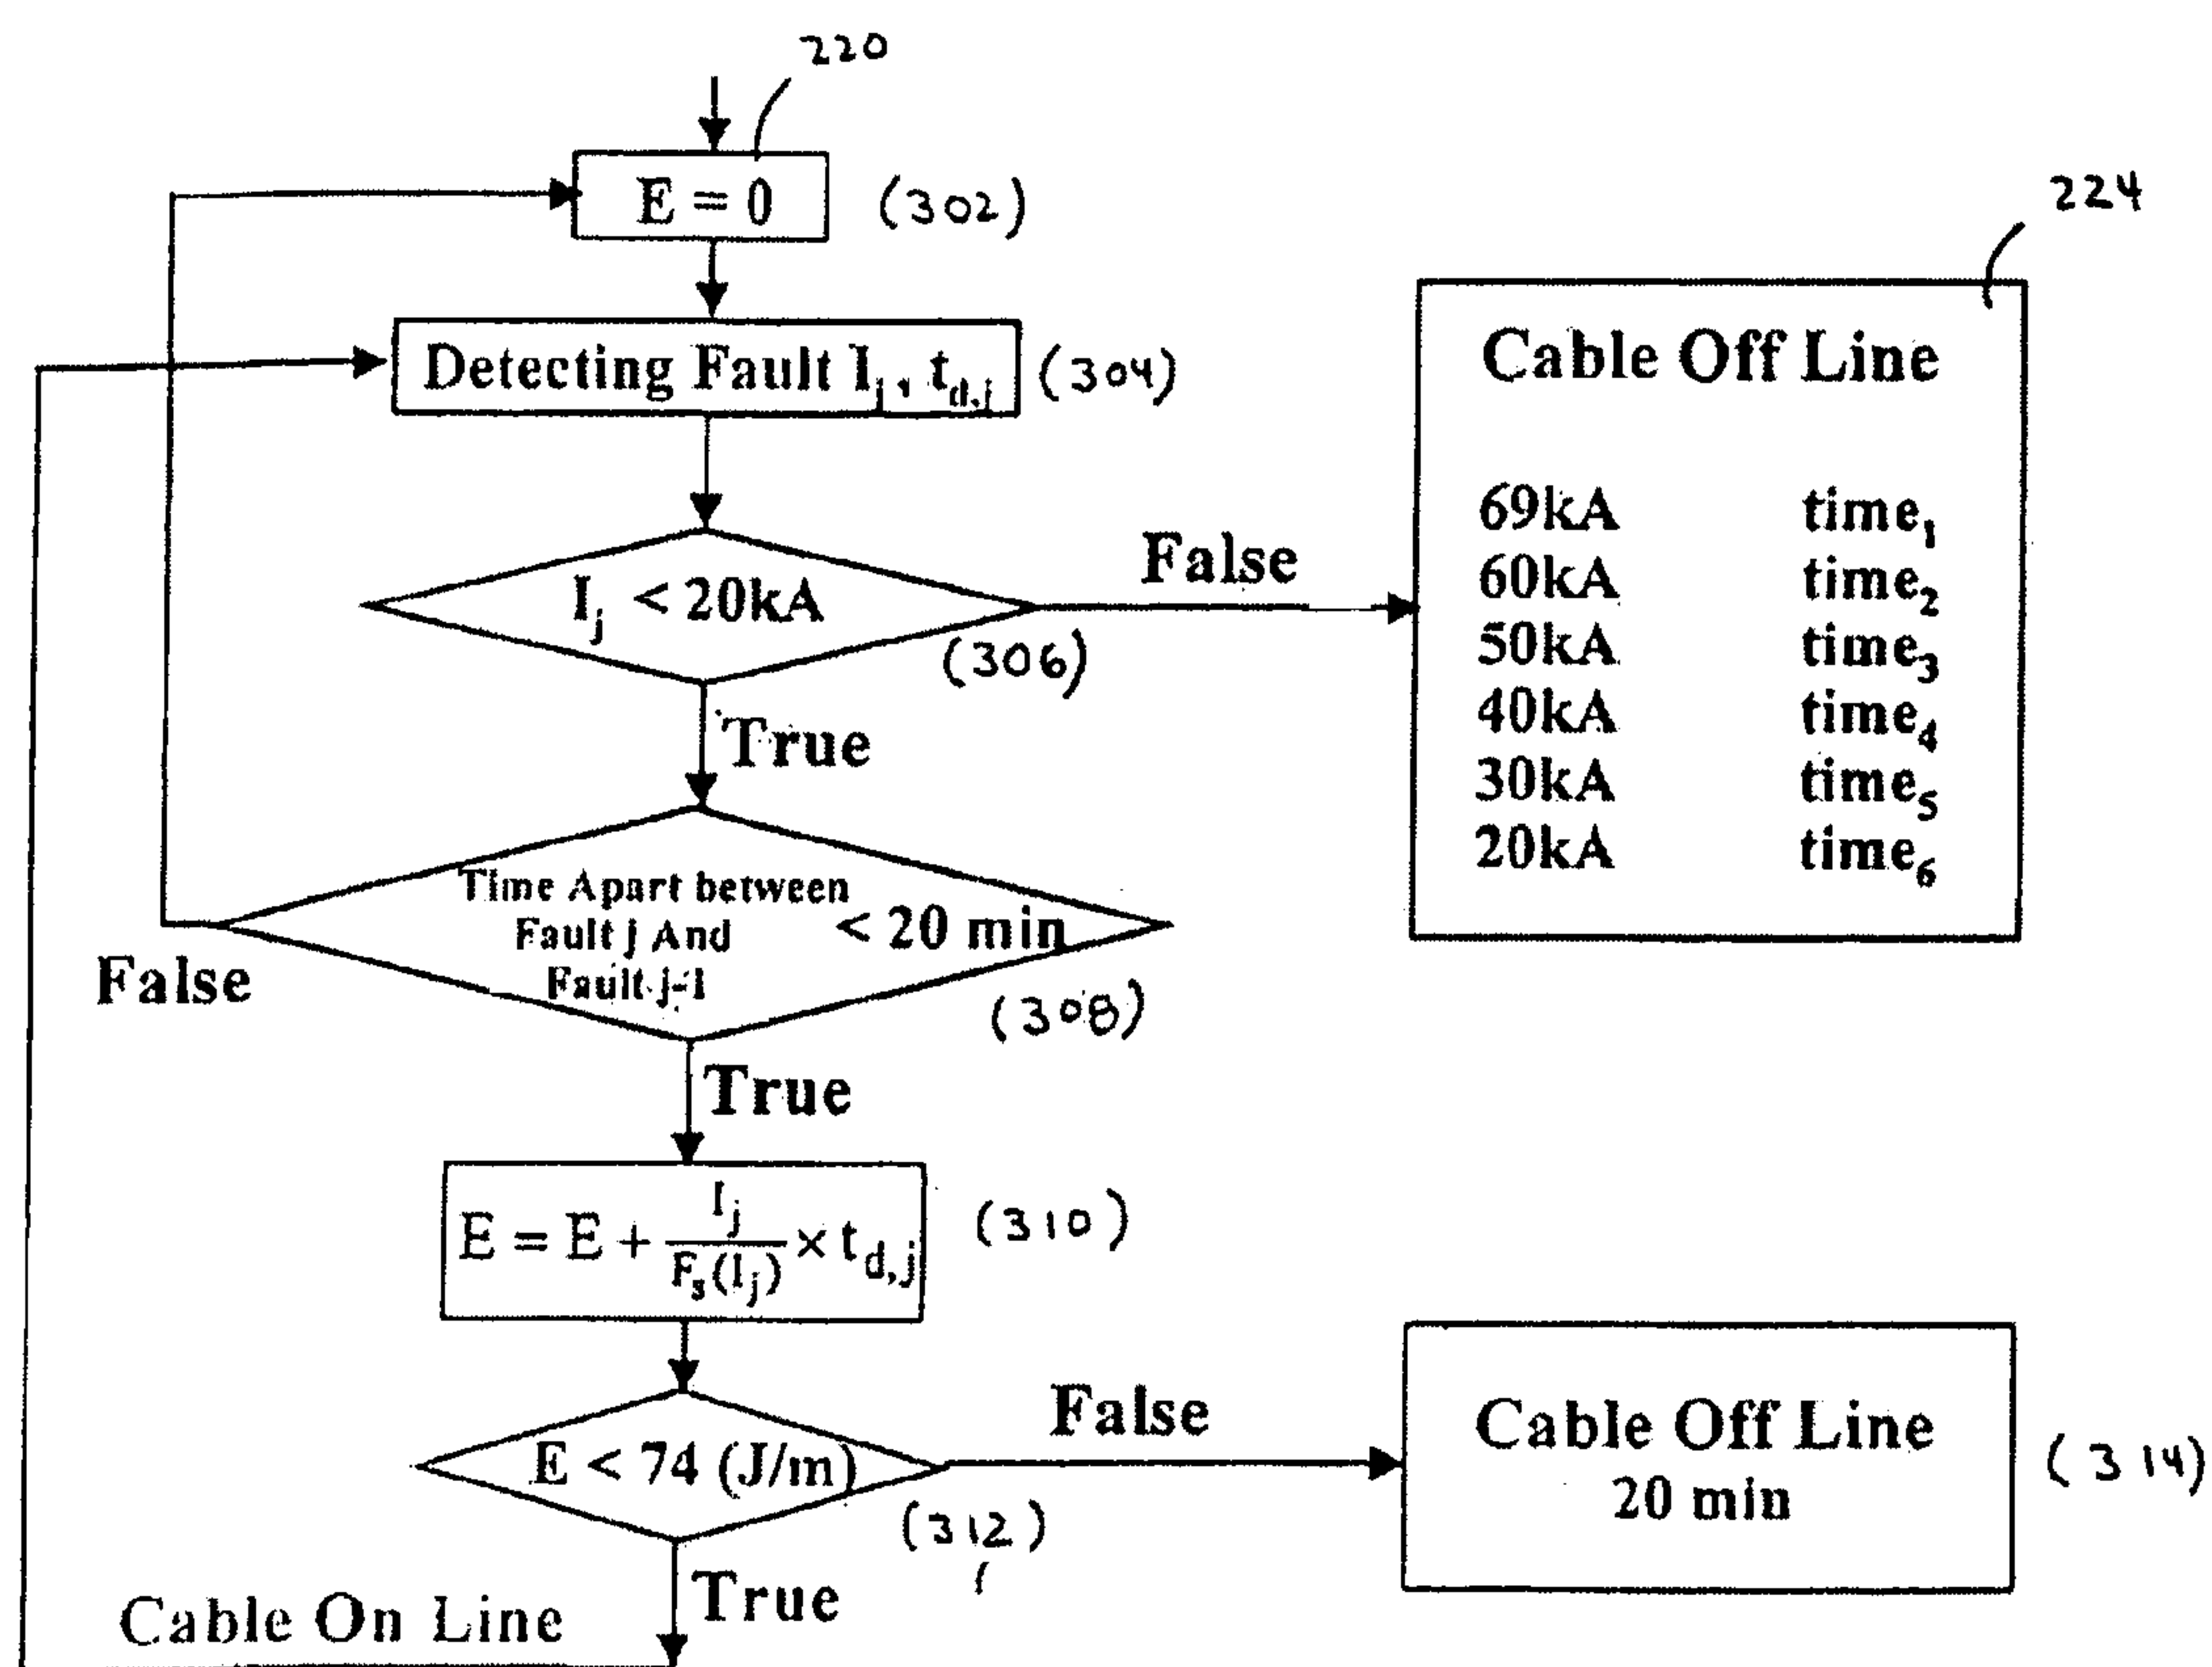 220
E = 0 (302)
224
Detecting Fault I_j, t_d,j (304)
Cable Off Line
69kA time_1
60kA time_2
50kA time_3
40kA time_4
30kA time_5
20kA time_6
I_j < 20kA
False
(306)
True
Time Apart between
Fault j And < 20 min
Fault j-1
False
(308)
True
E = E + I_j / F_s(I_j) × t_d,j (310)
E < 74 (J/m)
False
(312)
Cable Off Line
20 min
(314)
True
Cable On Line